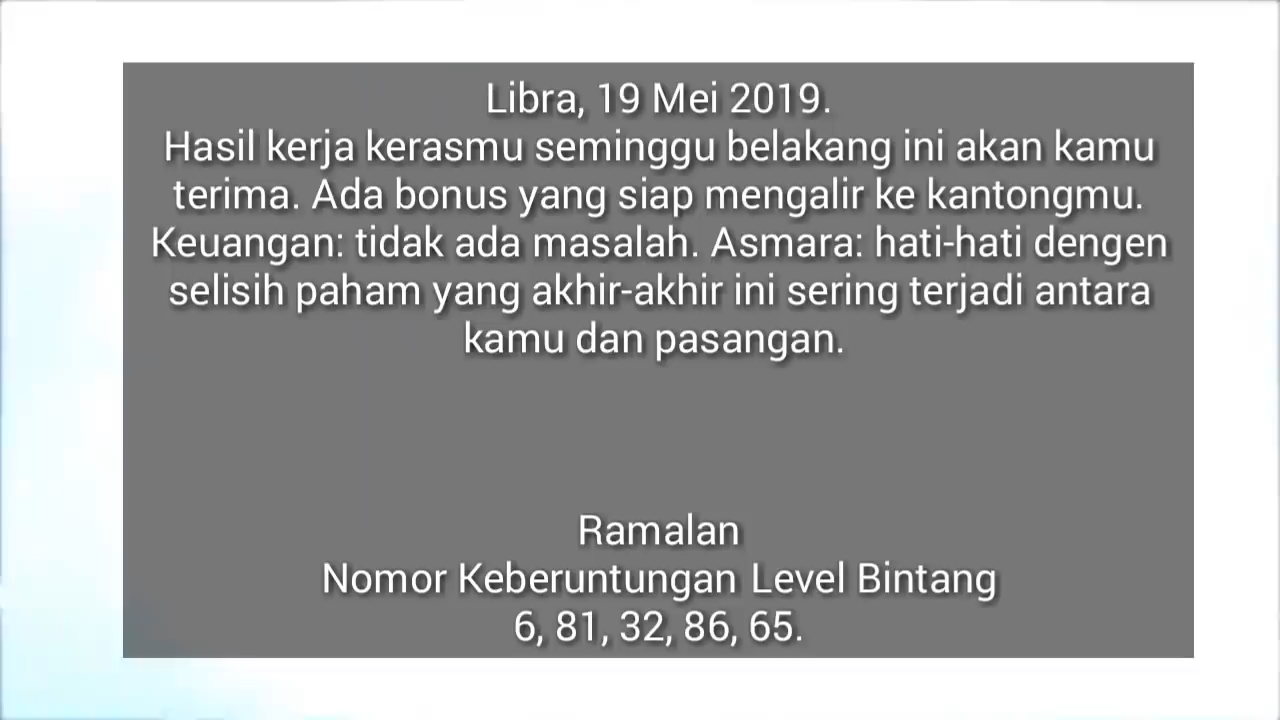 Libra, 19 Mei 2019.
Hasil kerja kerasmu seminggu belakang ini akan kamu
terima. Ada bonus yang siap mengalir ke kantongmu.
Keuangan: tidak ada masalah. Asmara: hati-hati dengen
selisih paham yang akhir-akhir ini sering terjadi antara
kamu dan pasangan.
Ramalan
Nomor Keberuntungan Level Bintang
6, 81, 32, 86, 65.